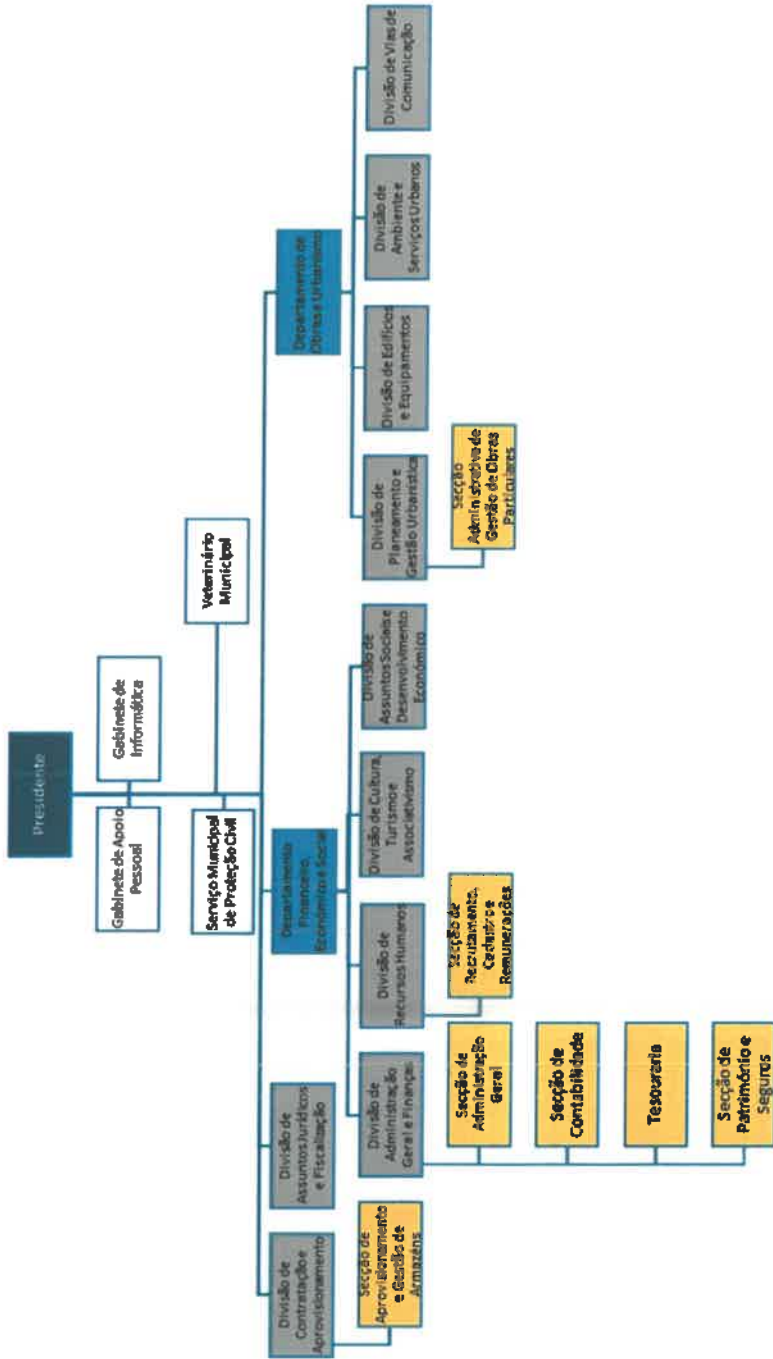 Presidente
Gabinete de Apoio
Pessoal
Gabinete de
Informática
Serviço Municipal
de Proteção Civil
Veterinário
Municipal
Divisão de
Contratação e
Aprovisionamento
Divisão de
Assuntos Jurídicos
e Fiscalização
Departamento
Financeiro,
Económico e Social
Departamento de
Obras e Urbanismo
Secção de
Aprovisionamento
e Gestão de
Armazéns
Divisão de
Administração
Geral e Finanças
Divisão de
Recursos Humanos
Divisão de Cultura,
Turismo e
Associativismo
Divisão de
Assuntos Sociais e
Desenvolvimento
Económico
Divisão de
Planeamento e
Gestão Urbanística
Divisão de Edifícios
e Equipamentos
Divisão de
Ambiente e
Serviços Urbanos
Divisão de Vias de
Comunicação
Secção de
Administração
Geral
Secção de
Contabilidade
Tesouraria
Secção de
Património e
Seguros
Secção de
Recrutamento,
Cadastro e
Remunerações
Secção
Administrativa de
Gestão de Obras
Particulares